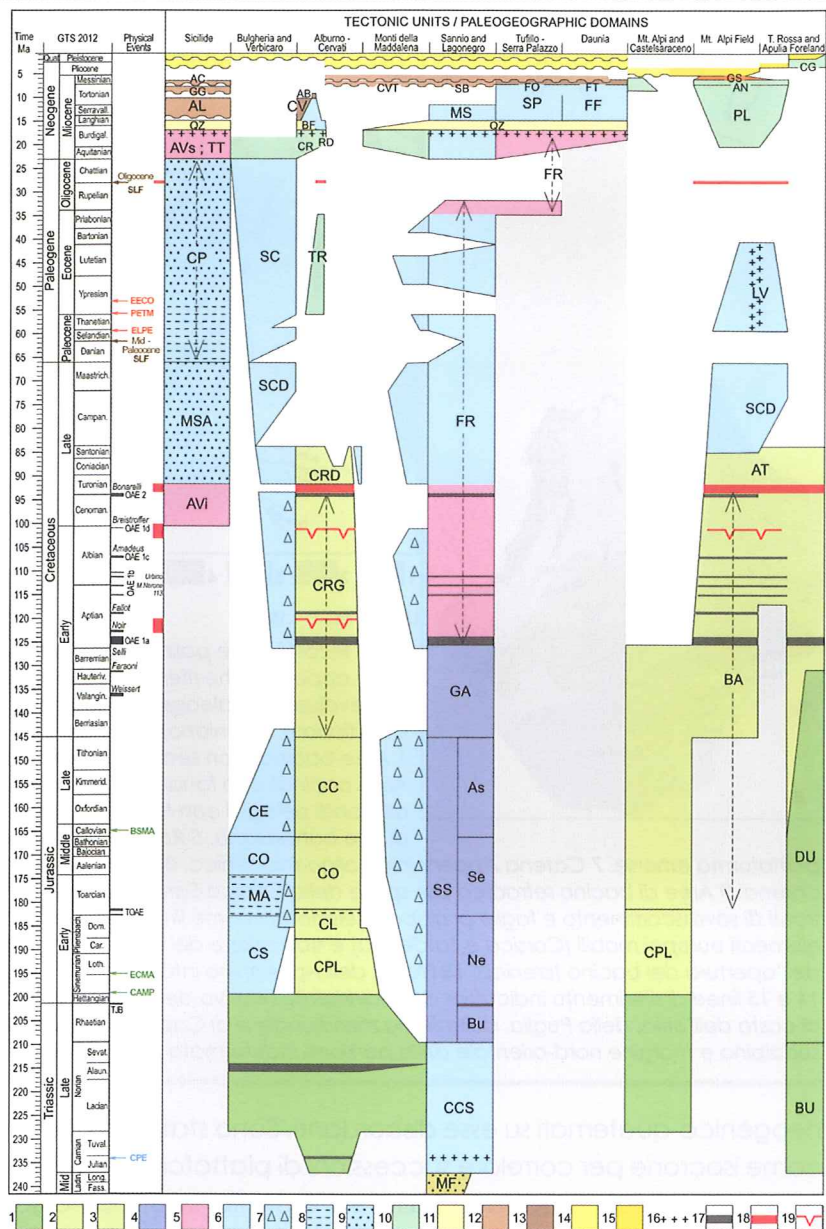 TECTONIC UNITS / PALEOGEOGRAPHIC DOMAINS
Time Ma
GTS 2012
Physical Events
Sicilide
Bulgheria and Verbicaro
Alburno - Cervati
Monti della Maddalena
Sannio and Lagonegro
Tufillo - Serra Palazzo
Daunia
Mt. Alpi and Castelsaraceno
Mt. Alpi Field
T. Rossa and Apulia Foreland
Quat.
Pleistocene
Pliocene
CG
5
Messinian
AC
CVT
SB
FO
FT
GS
AN
Neogene
Miocene
Tortonian
GG
AB
SP
FF
PL
10
Serravall.
AL
CV
MS
15
Langhian
OZ
BF
OZ
Burdigal.
RD
20
Aquitanian
AVs ; TT
CR
FR
25
Paleogene
Oligocene
Chattian
Oligocene SLF
30
Rupelian
35
Eocene
Priabonian
40
Bartonian
CP
SC
TR
45
Lutetian
50
Ypresian
EECO
LV
55
PETM
Paleocene
Thanetian
ELPE
60
Selandian
Mid - Paleocene SLF
65
Danian
70
Cretaceous
Late
Maastrich.
SCD
SCD
75
Campan.
MSA
FR
80
85
Santonian
Coniacian
CRD
AT
90
Turonian
Bonarelli
95
Cenoman.
OAE 2
AVi
100
Breistroffer
OAE 1d
105
Early
Albian
Amadeus
OAE 1c
110
OAE 1b
Urbino
M.Nerone
113
CRG
115
Aptian
120
Fallot
Noir
125
OAE 1a
Selli
Barremian
130
Faraoni
Hauteriv.
GA
BA
135
Valangin.
Weissert
140
Berriasian
145
Jurassic
Late
Tithonian
150
155
Kimmerid.
CC
As
160
Oxfordian
CE
165
Middle
Callovian
BSMA
Bathonian
170
Bajocian
CO
CO
Se
DU
Aalenian
175
Early
Toarcian
MA
SS
180
TOAE
185
Pliensbach.
Dom.
CL
190
Car.
CS
CPL
Ne
CPL
195
Sinemurian
Loth.
ECMA
200
Hettangian
CAMP
TJB
205
Triassic
Late
Rhaetian
Bu
210
Norian
Sevat.
215
Alaun.
220
Lacian
CCS
BU
225
230
Carnian
Tuval.
235
Julian
CPE
240
Mid
Ladin.
Long.
Fass.
MF
1 2 3 4 5 6 7 8 9 10 11 12 13 14 15 16 17 18 19